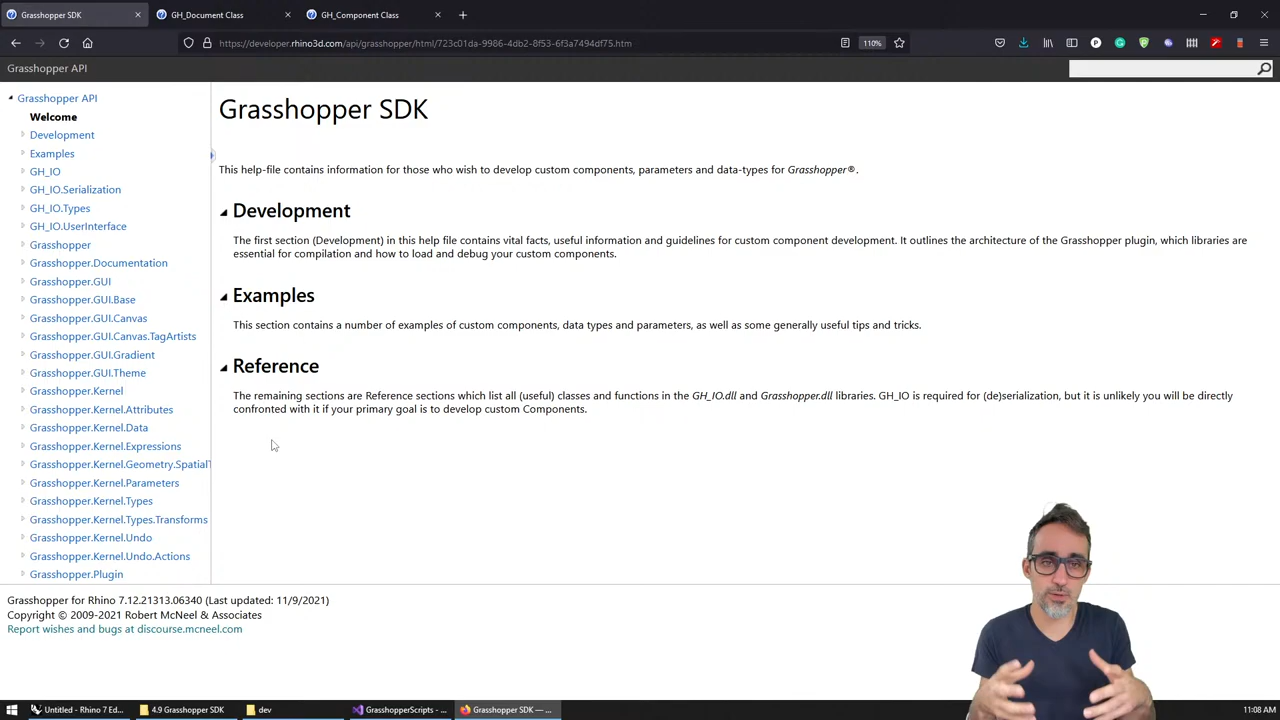 Grasshopper SDK
GH_Document Class
GH_Component Class
https://developer.rhino3d.com/api/grasshopper/html/723c01da-9986-4db2-8f53-6f3a7494df75.htm
110%
Grasshopper API
Grasshopper API
Welcome
Development
Examples
GH_IO
GH_IO.Serialization
GH_IO.Types
GH_IO.UserInterface
Grasshopper
Grasshopper.Documentation
Grasshopper.GUI
Grasshopper.GUI.Base
Grasshopper.GUI.Canvas
Grasshopper.GUI.Canvas.TagArtists
Grasshopper.GUI.Gradient
Grasshopper.GUI.Theme
Grasshopper.Kernel
Grasshopper.Kernel.Attributes
Grasshopper.Kernel.Data
Grasshopper.Kernel.Expressions
Grasshopper.Kernel.Geometry.SpatialT
Grasshopper.Kernel.Parameters
Grasshopper.Kernel.Types
Grasshopper.Kernel.Types.Transforms
Grasshopper.Kernel.Undo
Grasshopper.Kernel.Undo.Actions
Grasshopper.Plugin
Grasshopper SDK
This help-file contains information for those who wish to develop custom components, parameters and data-types for Grasshopper®.
Development
The first section (Development) in this help file contains vital facts, useful information and guidelines for custom component development. It outlines the architecture of the Grasshopper plugin, which libraries are
essential for compilation and how to load and debug your custom components.
Examples
This section contains a number of examples of custom components, data types and parameters, as well as some generally useful tips and tricks.
Reference
The remaining sections are Reference sections which list all (useful) classes and functions in the GH_IO.dll and Grasshopper.dll libraries. GH_IO is required for (de)serialization, but it is unlikely you will be directly
confronted with it if your primary goal is to develop custom Components.
Grasshopper for Rhino 7.12.21313.06340 (Last updated: 11/9/2021)
Copyright © 2009-2021 Robert McNeel & Associates
Report wishes and bugs at discourse.mcneel.com
Untitled - Rhino 7 Ed...
4.9 Grasshopper SDK
dev
GrasshopperScripts - ...
Grasshopper SDK — ...
11:08 AM